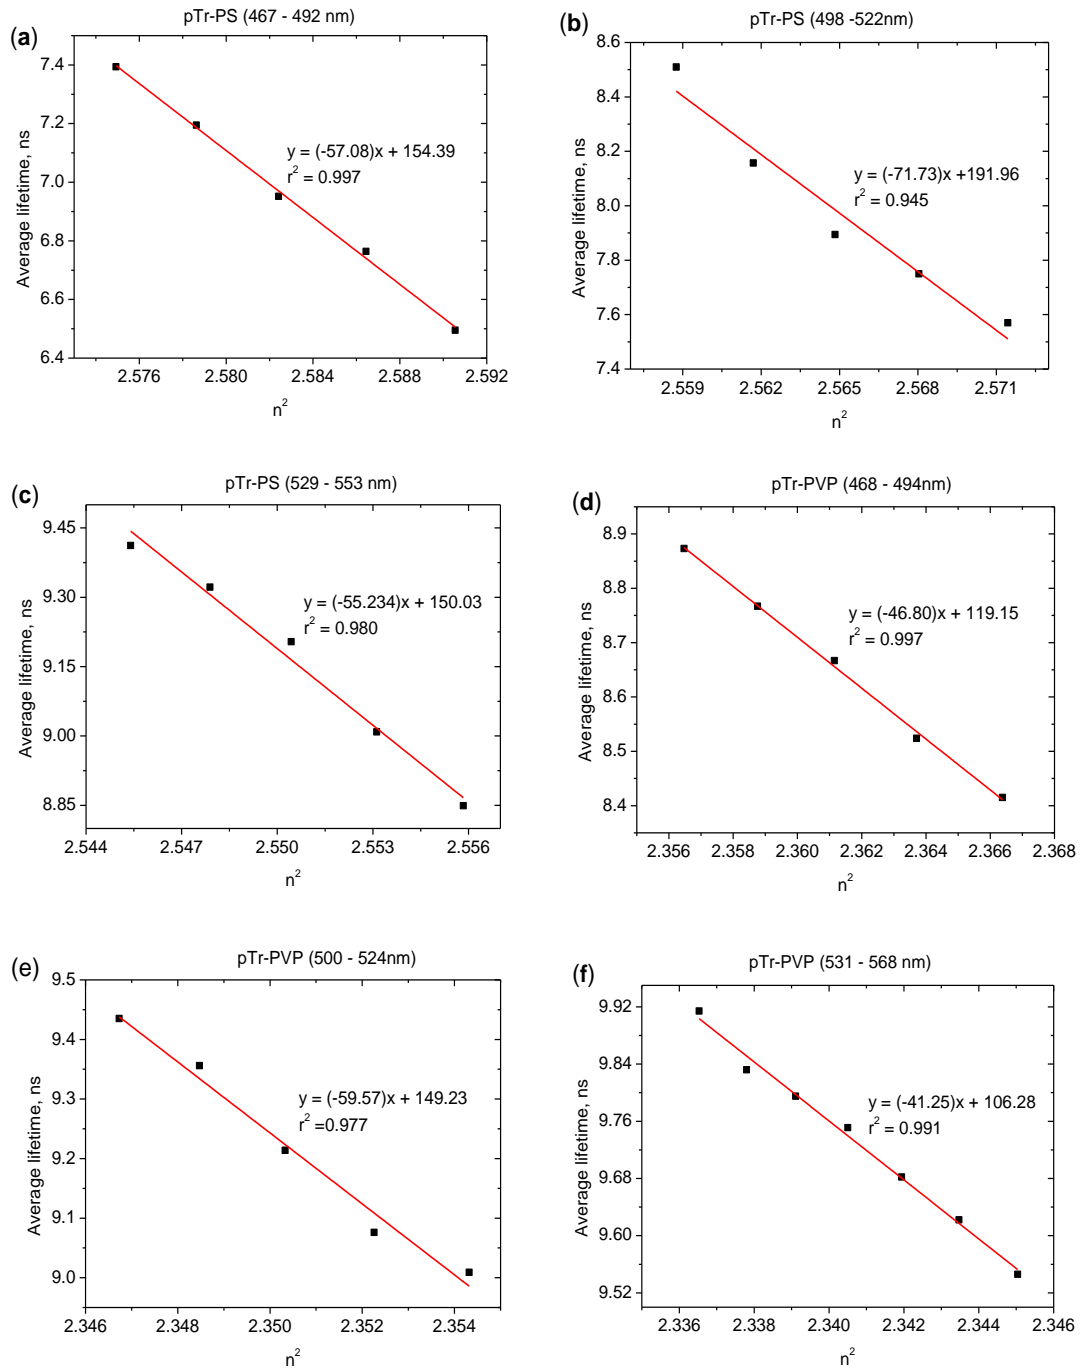 (a)
pTr-PS (467 - 492 nm)
Average lifetime, ns
7.4
7.2
7.0
6.8
6.6
6.4
y = (-57.08)x + 154.39
r² = 0.997
2.576 2.580 2.584 2.588 2.592
n²
(b)
pTr-PS (498 -522nm)
Average lifetime, ns
8.6
8.4
8.2
8.0
7.8
7.6
7.4
y = (-71.73)x +191.96
r² = 0.945
2.559 2.562 2.565 2.568 2.571
n²
(c)
pTr-PS (529 - 553 nm)
Average lifetime, ns
9.45
9.30
9.15
9.00
8.85
y = (-55.234)x + 150.03
r² = 0.980
2.544 2.547 2.550 2.553 2.556
n²
(d)
pTr-PVP (468 - 494nm)
Average lifetime, ns
8.9
8.8
8.7
8.6
8.5
8.4
y = (-46.80)x + 119.15
r² = 0.997
2.356 2.358 2.360 2.362 2.364 2.366 2.368
n²
(e)
pTr-PVP (500 - 524nm)
Average lifetime, ns
9.5
9.4
9.3
9.2
9.1
9.0
y = (-59.57)x + 149.23
r² =0.977
2.346 2.348 2.350 2.352 2.354
n²
(f)
pTr-PVP (531 - 568 nm)
Average lifetime, ns
9.92
9.84
9.76
9.68
9.60
9.52
y = (-41.25)x + 106.28
r² = 0.991
2.336 2.338 2.340 2.342 2.344 2.346
n²